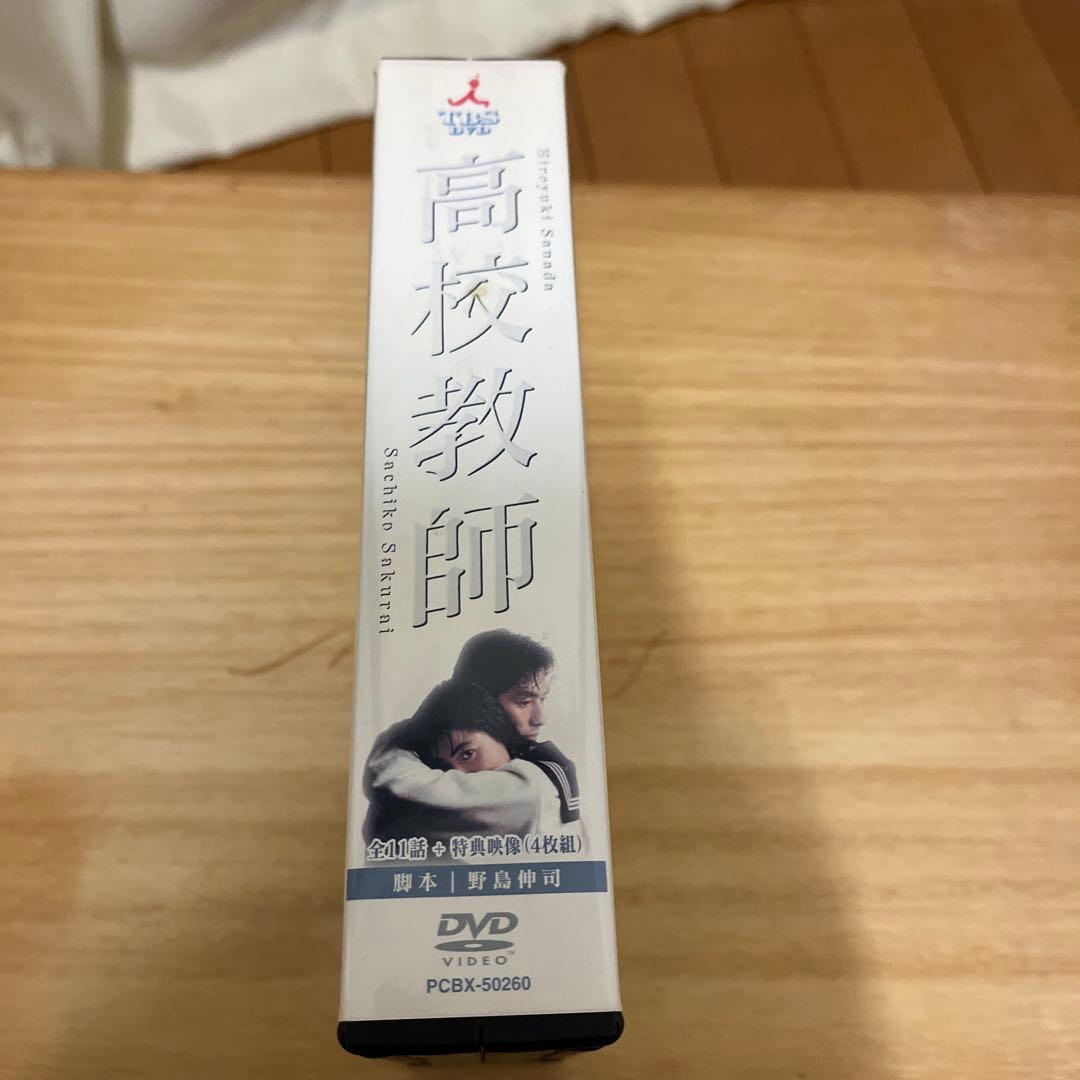 TBS
DVD
Hiroyuki Sanada
高校教師
Sachiko Sakurai
全11話 + 特典映像(4枚組)
脚本 | 野島伸司
DVD
VIDEO™
PCBX-50260